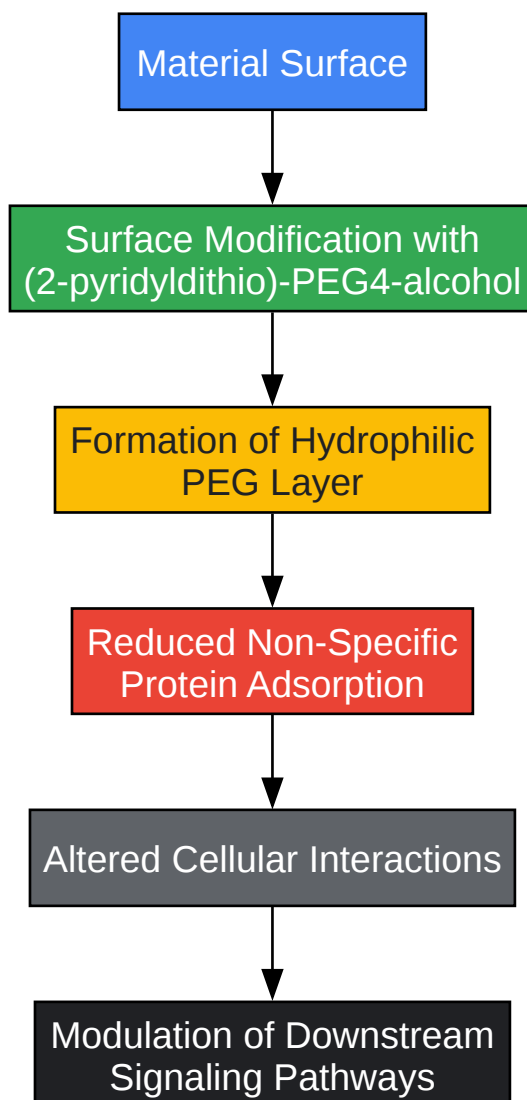 Material Surface
Surface Modification with
(2-pyridyldithio)-PEG4-alcohol
Formation of Hydrophilic
PEG Layer
Reduced Non-Specific
Protein Adsorption
Altered Cellular Interactions
Modulation of Downstream
Signaling Pathways